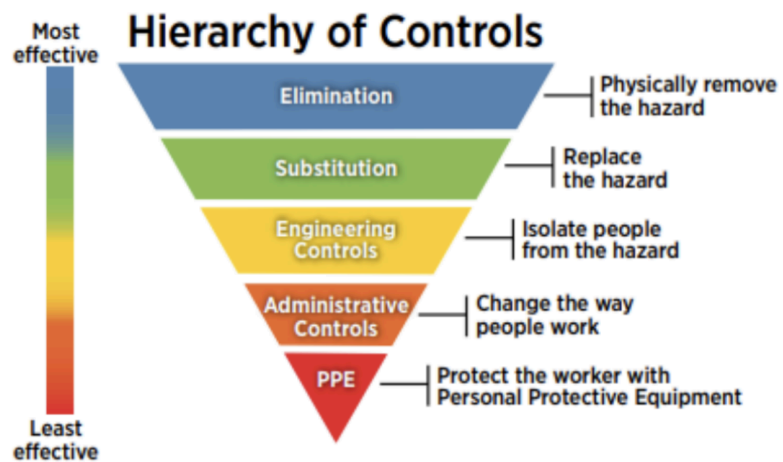 Hierarchy of Controls
Most
effective
Elimination
Physically remove
the hazard
Substitution
Replace
the hazard
Engineering
Controls
Isolate people
from the hazard
Administrative
Controls
Change the way
people work
PPE
Protect the worker with
Personal Protective Equipment
Least
effective